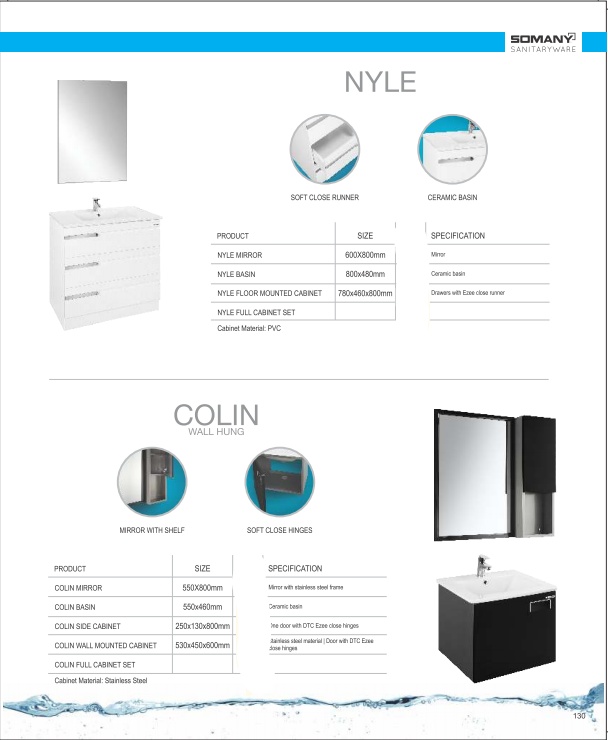 SOMANY
SANITARYWARE
NYLE
SOFT CLOSE RUNNER
CERAMIC BASIN
PRODUCT SIZE SPECIFICATION
NYLE MIRROR 600X800mm Mirror
NYLE BASIN 800x480mm Ceramic basin
NYLE FLOOR MOUNTED CABINET 780x460x800mm Drawers with Ezee close runner
NYLE FULL CABINET SET
Cabinet Material: PVC
COLIN
WALL HUNG
MIRROR WITH SHELF
SOFT CLOSE HINGES
PRODUCT SIZE SPECIFICATION
COLIN MIRROR 550X800mm Mirror with stainless steel frame
COLIN BASIN 550x460mm Ceramic basin
COLIN SIDE CABINET 250x130x800mm One door with DTC Ezee close hinges
COLIN WALL MOUNTED CABINET 530x450x600mm Stainless steel material | Door with DTC Ezee
close hinges
COLIN FULL CABINET SET
Cabinet Material: Stainless Steel
130